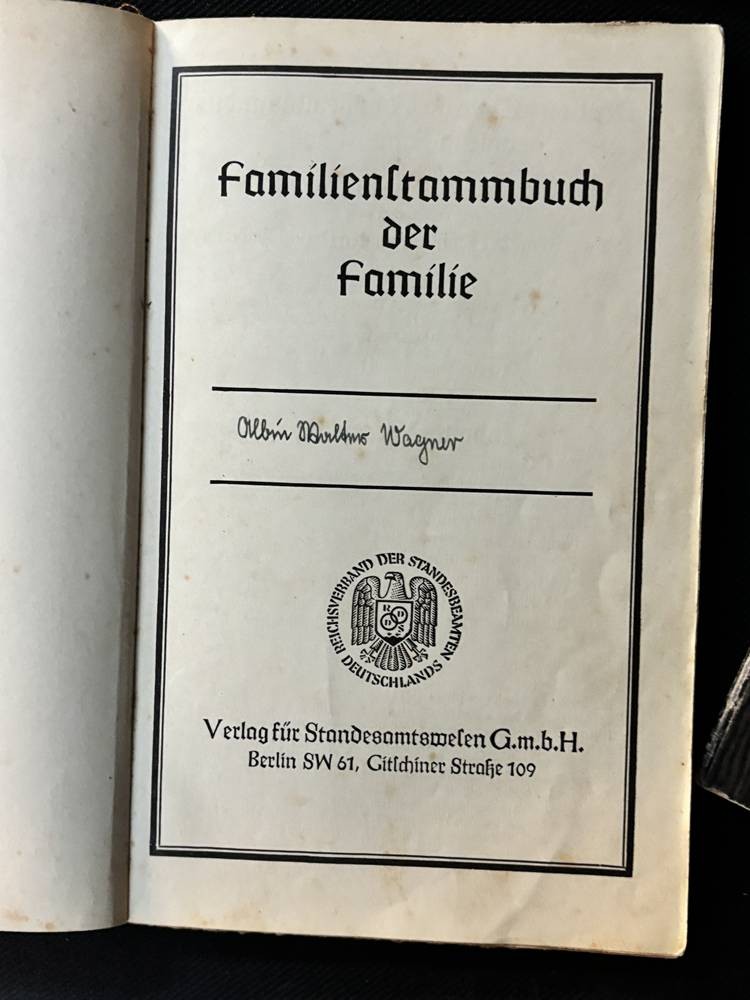 Familienſtammbuch
der
Familie
Albin Walter Wagner
REICHSVERBAND DER STANDESBEAMTEN DEUTSCHLANDS
R D
S D
Verlag für Standesamtsweſen G.m.b.H.
Berlin SW 61, Gitſchiner Straße 109